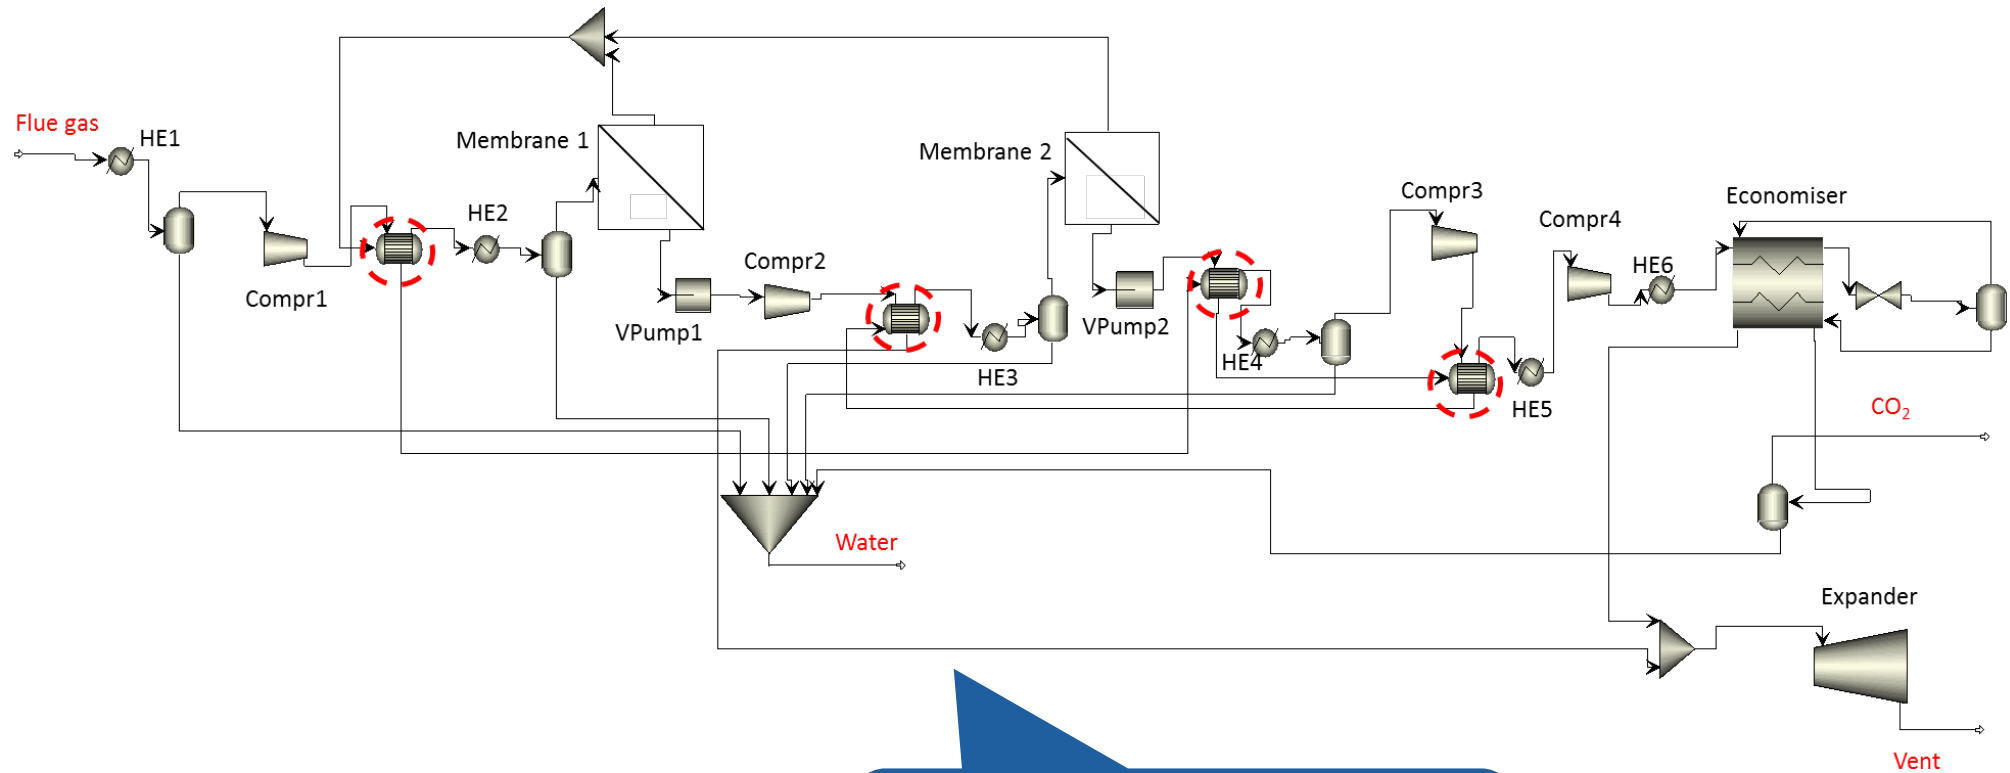 Flue gas
HE1
Compr1
HE2
Membrane 1
VPump1
Compr2
HE3
Membrane 2
VPump2
HE4
Compr3
HE5
Compr4
HE6
Economiser
CO₂
Water
Expander
Vent